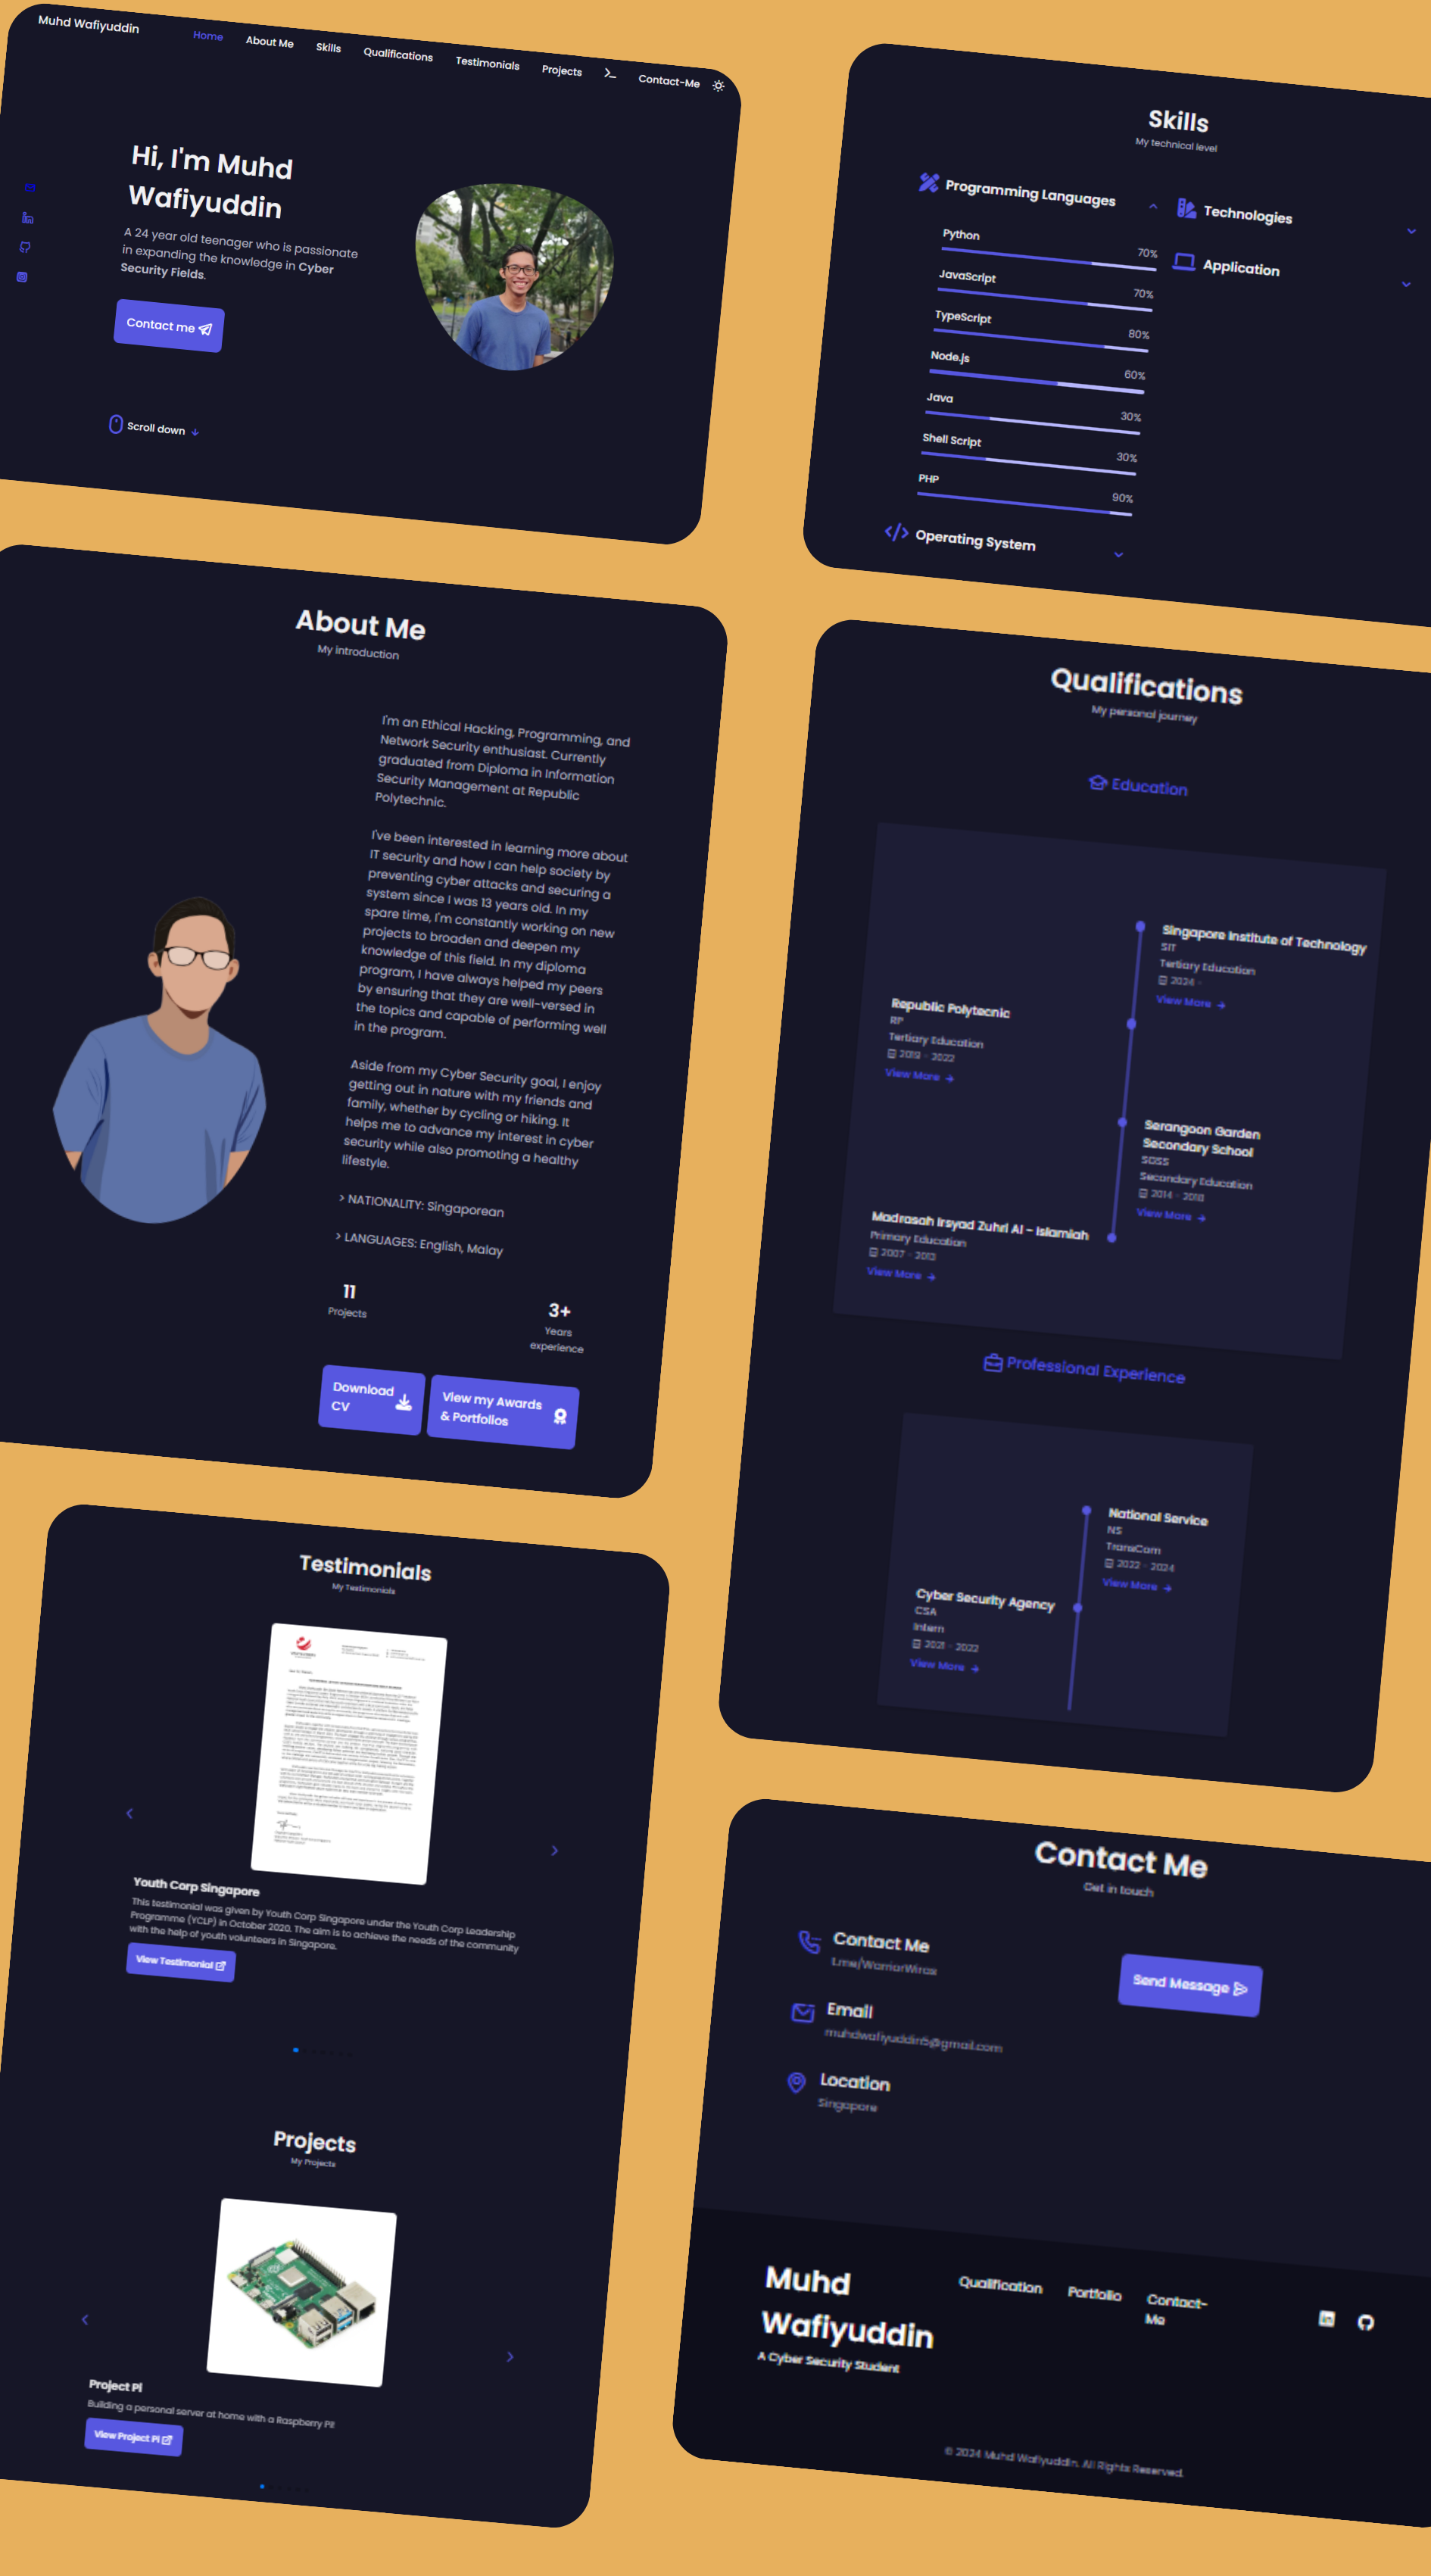 Muhd Wafiyuddin
Home
About Me
Skills
Qualifications
Testimonials
Projects
Contact-Me
Hi, I'm Muhd
Wafiyuddin
A 24 year old teenager who is passionate
in expanding the knowledge in Cyber
Security Fields.
Contact me
Scroll down
Skills
My technical level
Programming Languages
Python
70%
JavaScript
70%
TypeScript
80%
Node.js
60%
Java
30%
Shell Script
30%
PHP
90%
Operating System
Technologies
Application
About Me
My introduction
I'm an Ethical Hacking, Programming, and
Network Security enthusiast. Currently
graduated from Diploma in Information
Security Management at Republic
Polytechnic.
I've been interested in learning more about
IT security and how I can help society by
preventing cyber attacks and securing a
system since I was 13 years old. In my
spare time, I'm constantly working on new
projects to broaden and deepen my
knowledge of this field. In my diploma
program, I have always helped my peers
by ensuring that they are well-versed in
the topics and capable of performing well
in the program.
Aside from my Cyber Security goal, I enjoy
getting out in nature with my friends and
family, whether by cycling or hiking. It
helps me to advance my interest in cyber
security while also promoting a healthy
lifestyle.
> NATIONALITY: Singaporean
> LANGUAGES: English, Malay
11
Projects
3+
Years
experience
Download
CV
View my Awards
& Portfolios
Qualifications
My personal journey
Education
Singapore Institute of Technology
SIT
Tertiary Education
2024 -
View More
Republic Polytecnic
RP
Tertiary Education
2019 - 2022
View More
Serangoon Garden
Secondary School
SGSS
Secondary Education
2014 - 2018
View More
Madrasah Irsyad Zuhri Al - Islamiah
Primary Education
2007 - 2013
View More
Professional Experience
National Service
NS
TransCom
2022 - 2024
View More
Cyber Security Agency
CSA
Intern
2021 - 2022
View More
Testimonials
My Testimonials
Youth Corp Singapore
This testimonial was given by Youth Corp Singapore under the Youth Corp Leadership
Programme (YCLP) in October 2020. The aim is to achieve the needs of the community
with the help of youth volunteers in Singapore.
View Testimonial
Projects
My Projects
Project Pi
Building a personal server at home with a Raspberry Pi!
View Project Pi
Contact Me
Get in touch
Contact Me
t.me/WarriorWiras
Email
muhdwafiyuddin5@gmail.com
Location
Singapore
Send Message
Muhd
Wafiyuddin
A Cyber Security Student
Qualification
Portfolio
Contact-
Me
© 2024 Muhd Wafiyuddin. All Rights Reserved.